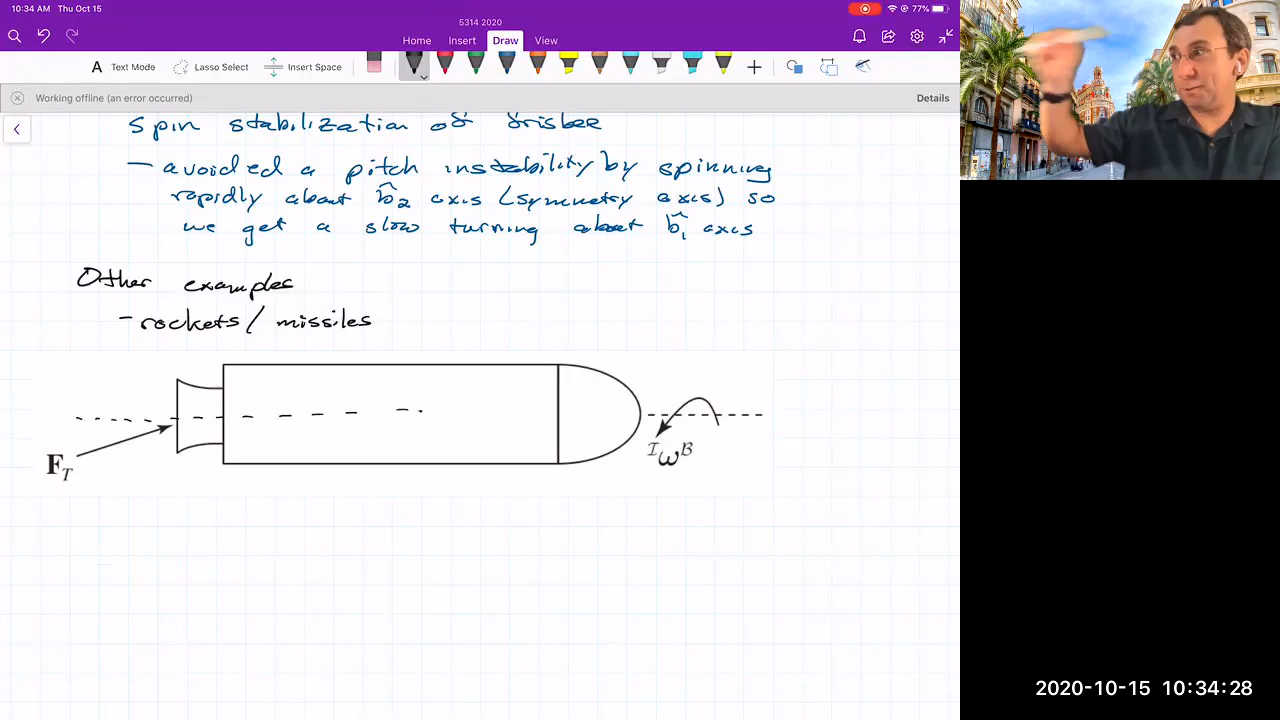 10:34 AM Thu Oct 15
77%
5314 2020
Home Insert Draw View
Text Mode Lasso Select Insert Space
Working offline (an error occurred) Details
spin stabilization of frisbee
- avoided a pitch instability by spinning
rapidly about b̂₂ axis (symmetry axis) so
we get a slow turning about b̂₁ axis
Other examples
- rockets / missiles
F_T
ᴵωᴮ
2020-10-15 10:34:28